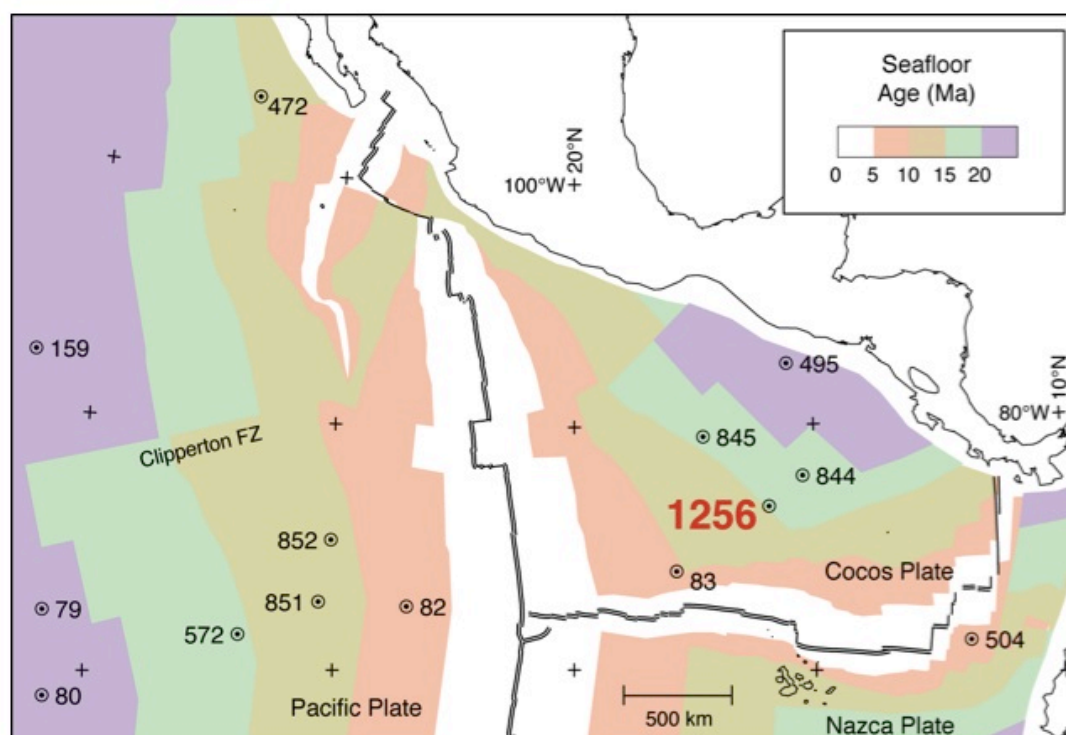 Seafloor
Age (Ma)
0 5 10 15 20
472
20°N
100°W
159
495
10°N
80°W
845
Clipperton FZ
844
1256
852
83
Cocos Plate
79
851
82
572
504
80
Pacific Plate
500 km
Nazca Plate